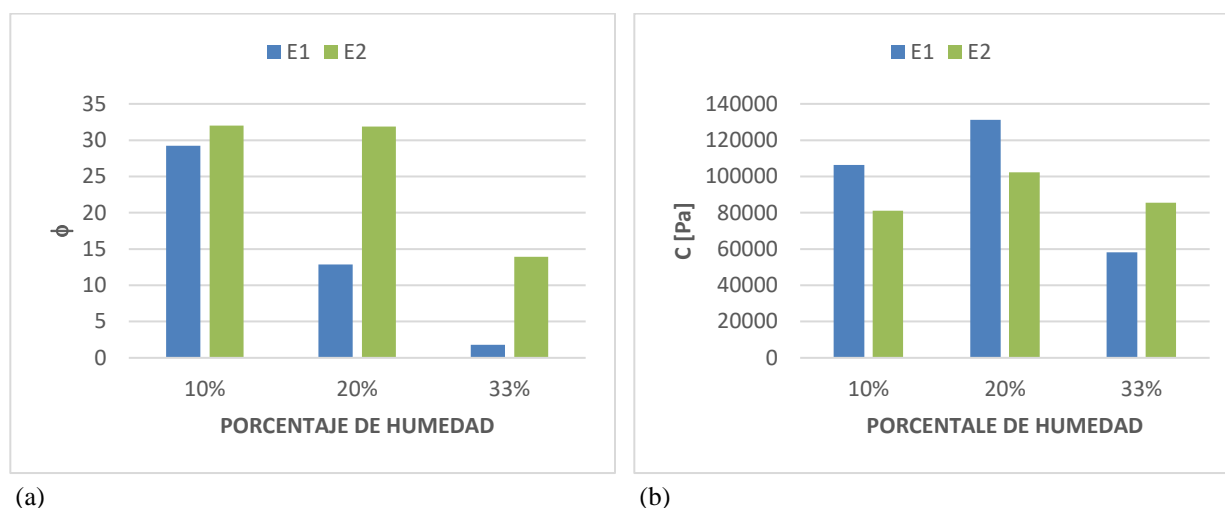 E1 E2
35
30
25
20
15
10
5
0
ϕ
10% 20% 33%
PORCENTAJE DE HUMEDAD
(a)
E1 E2
140000
120000
100000
80000
60000
40000
20000
0
C [Pa]
10% 20% 33%
PORCENTALE DE HUMEDAD
(b)